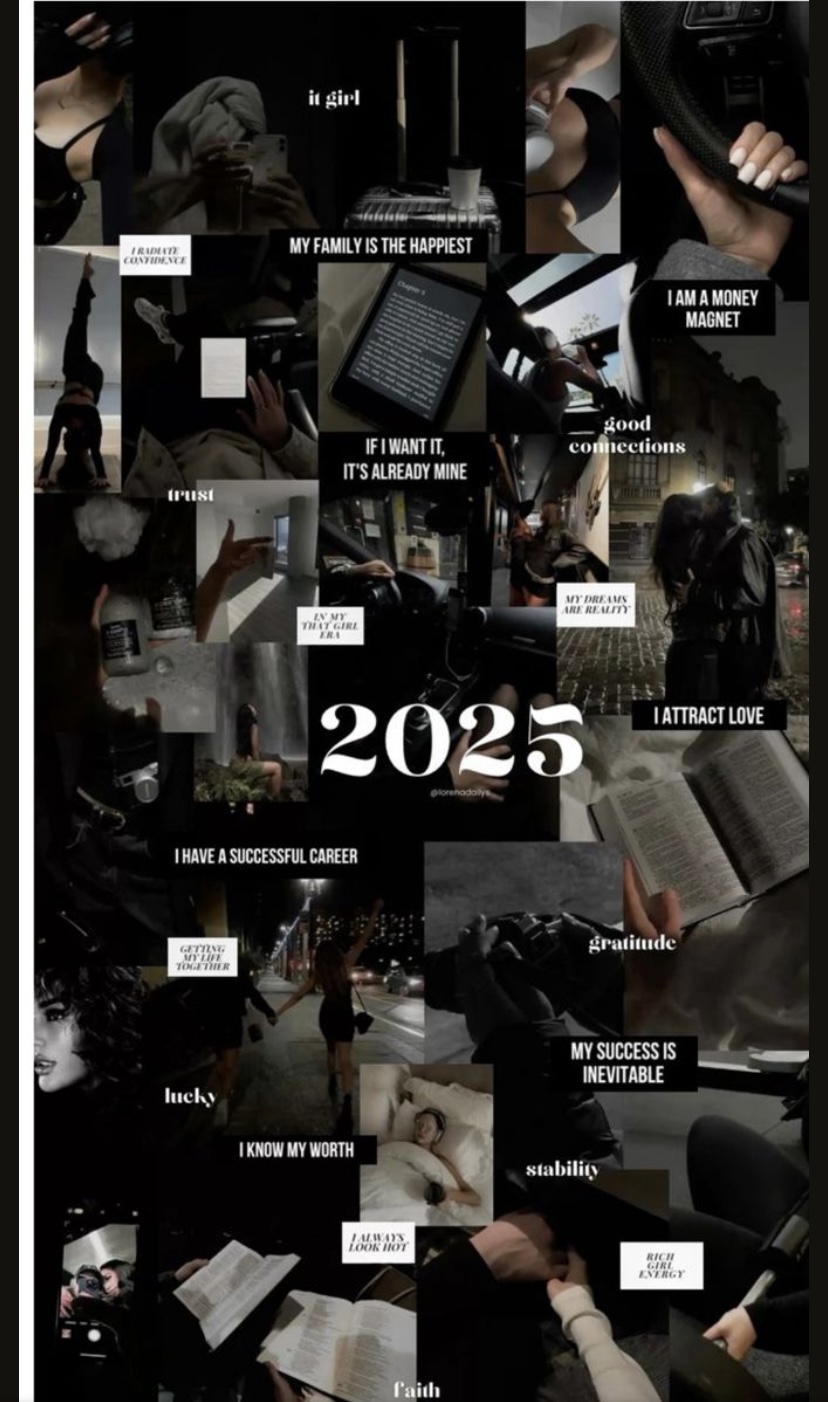 it girl
I RADIATE
CONFIDENCE
MY FAMILY IS THE HAPPIEST
I AM A MONEY
MAGNET
Chapter
good
connections
IF I WANT IT,
IT'S ALREADY MINE
trust
MY DREAMS
ARE REALITY
IN MY
THAT GIRL
ERA
2025
I ATTRACT LOVE
@lorenadailys
I HAVE A SUCCESSFUL CAREER
GETTING
MY LIFE
TOGETHER
gratitude
MY SUCCESS IS
INEVITABLE
lucky
I KNOW MY WORTH
stability
I ALWAYS
LOOK HOT
RICH
GIRL
ENERGY
faith